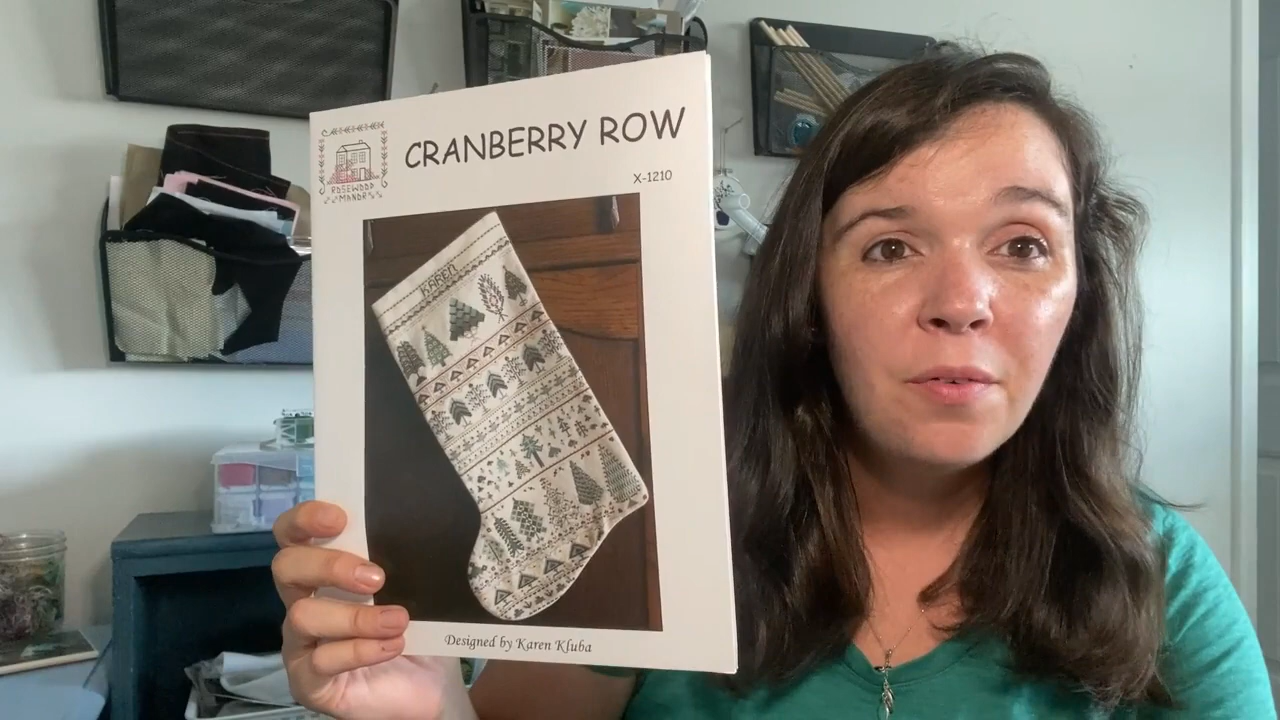 CRANBERRY ROW
X-1210
ROSEWOOD
MANOR
KAREN
Designed by Karen Kluba